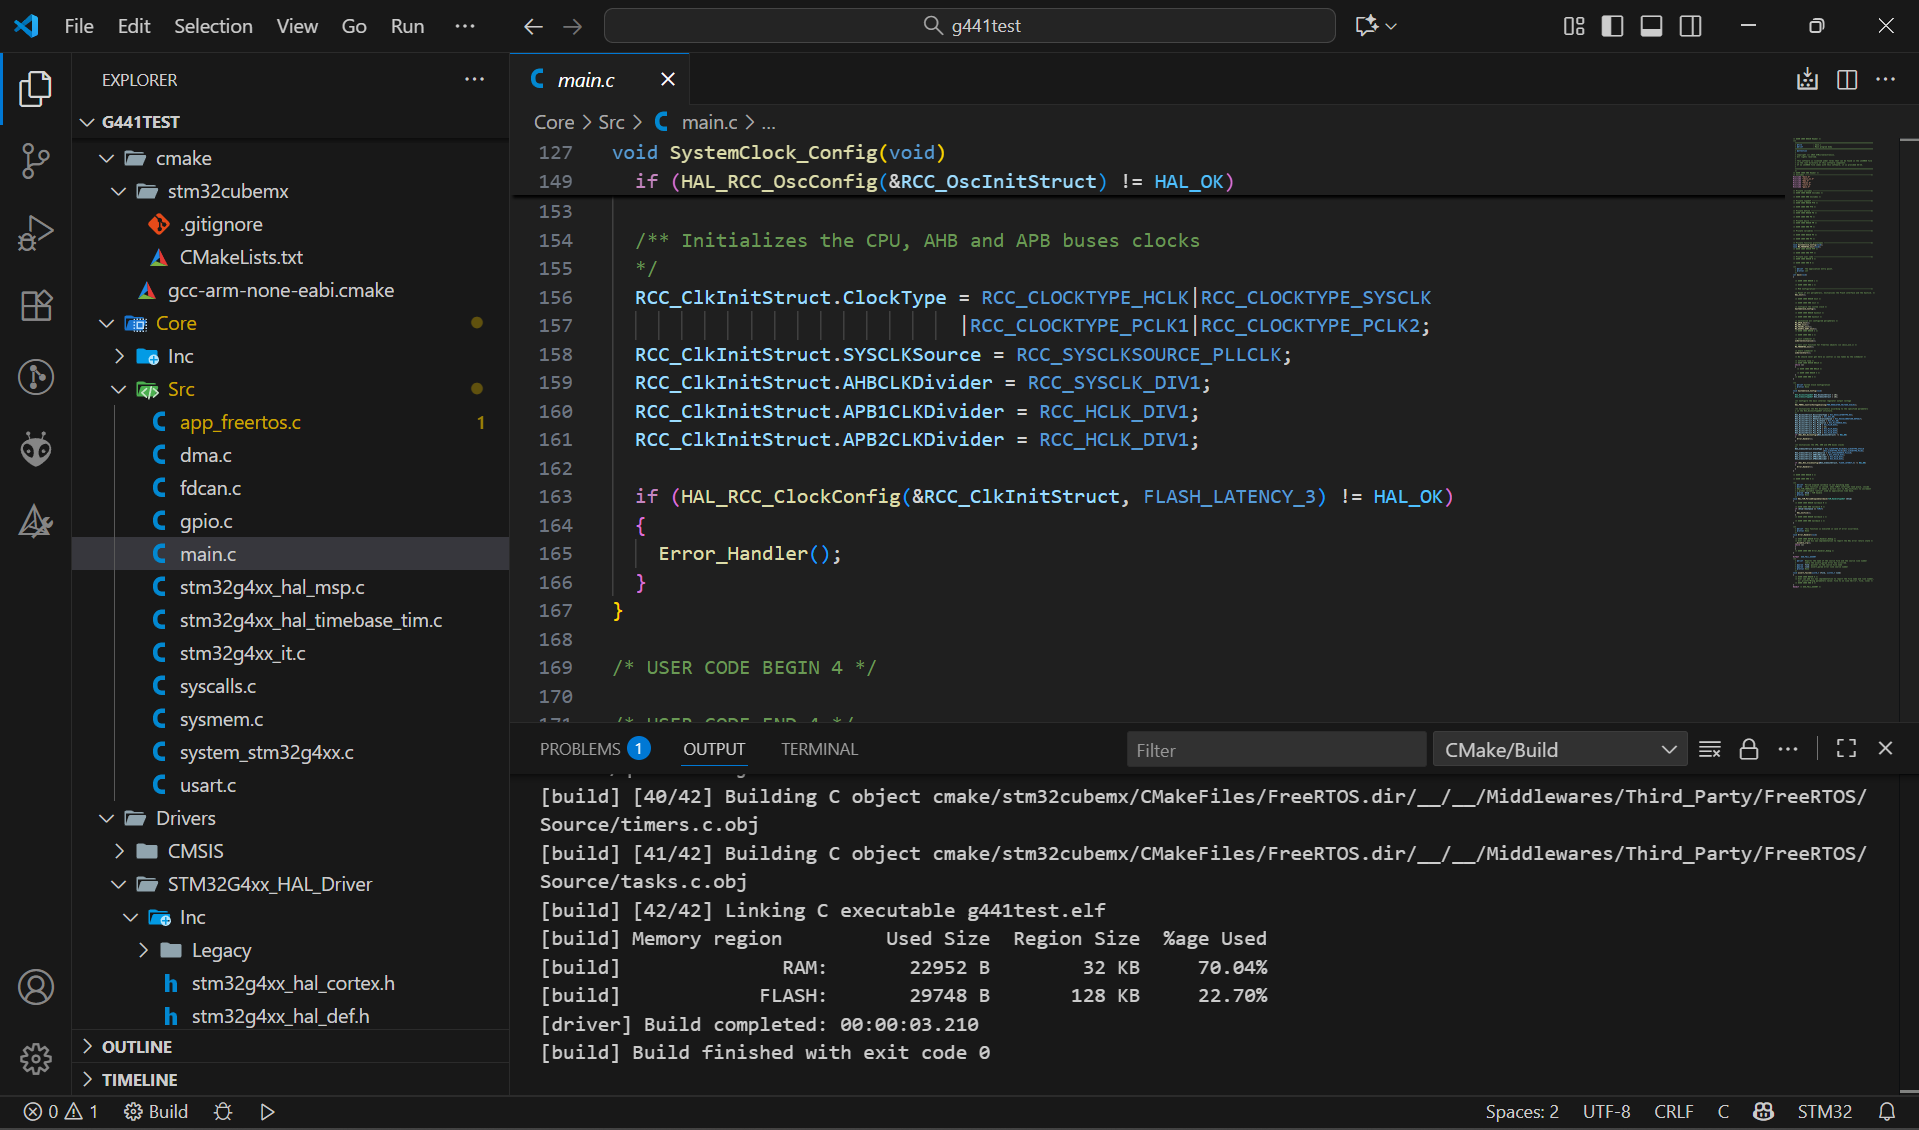 File Edit Selection View Go Run ...
g441test
EXPLORER
G441TEST
cmake
stm32cubemx
.gitignore
CMakeLists.txt
gcc-arm-none-eabi.cmake
Core
Inc
Src
app_freertos.c 1
dma.c
fdcan.c
gpio.c
main.c
stm32g4xx_hal_msp.c
stm32g4xx_hal_timebase_tim.c
stm32g4xx_it.c
syscalls.c
sysmem.c
system_stm32g4xx.c
usart.c
Drivers
CMSIS
STM32G4xx_HAL_Driver
Inc
Legacy
stm32g4xx_hal_cortex.h
stm32g4xx_hal_def.h
OUTLINE
TIMELINE
main.c
Core > Src > main.c > ...
127 void SystemClock_Config(void)
149 if (HAL_RCC_OscConfig(&RCC_OscInitStruct) != HAL_OK)
153
154 /** Initializes the CPU, AHB and APB buses clocks
155 */
156 RCC_ClkInitStruct.ClockType = RCC_CLOCKTYPE_HCLK|RCC_CLOCKTYPE_SYSCLK
157 |RCC_CLOCKTYPE_PCLK1|RCC_CLOCKTYPE_PCLK2;
158 RCC_ClkInitStruct.SYSCLKSource = RCC_SYSCLKSOURCE_PLLCLK;
159 RCC_ClkInitStruct.AHBCLKDivider = RCC_SYSCLK_DIV1;
160 RCC_ClkInitStruct.APB1CLKDivider = RCC_HCLK_DIV1;
161 RCC_ClkInitStruct.APB2CLKDivider = RCC_HCLK_DIV1;
162
163 if (HAL_RCC_ClockConfig(&RCC_ClkInitStruct, FLASH_LATENCY_3) != HAL_OK)
164 {
165 Error_Handler();
166 }
167 }
168
169 /* USER CODE BEGIN 4 */
170
171 /* USER CODE END 4 */
PROBLEMS 1 OUTPUT TERMINAL
Filter
CMake/Build
[build] [40/42] Building C object cmake/stm32cubemx/CMakeFiles/FreeRTOS.dir/__/__/Middlewares/Third_Party/FreeRTOS/
Source/timers.c.obj
[build] [41/42] Building C object cmake/stm32cubemx/CMakeFiles/FreeRTOS.dir/__/__/Middlewares/Third_Party/FreeRTOS/
Source/tasks.c.obj
[build] [42/42] Linking C executable g441test.elf
[build] Memory region Used Size Region Size %age Used
[build] RAM: 22952 B 32 KB 70.04%
[build] FLASH: 29748 B 128 KB 22.70%
[driver] Build completed: 00:00:03.210
[build] Build finished with exit code 0
0 1 Build
Spaces: 2 UTF-8 CRLF C STM32